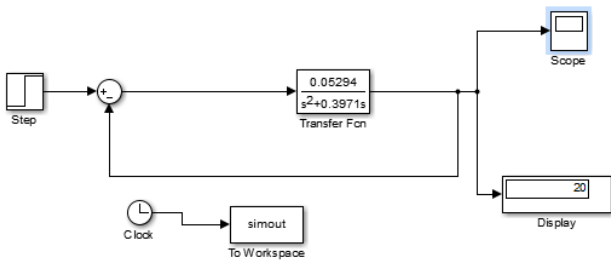 Scope
Step
+
−
0.05294
s2+0.3971s
Transfer Fcn
20
Display
Clock
simout
To Workspace